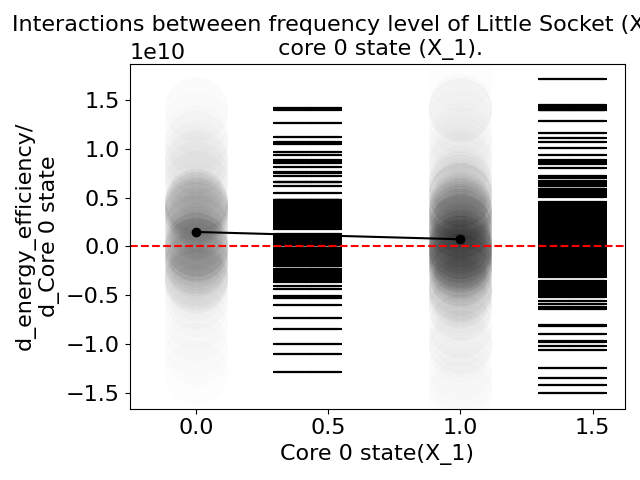 Interactions betweeen frequency level of Little Socket (X
core 0 state (X_1).
1e10
1.5
1.0
0.5
0.0
−0.5
−1.0
−1.5
d_energy_efficiency/
d_Core 0 state
0.0 0.5 1.0 1.5
Core 0 state(X_1)